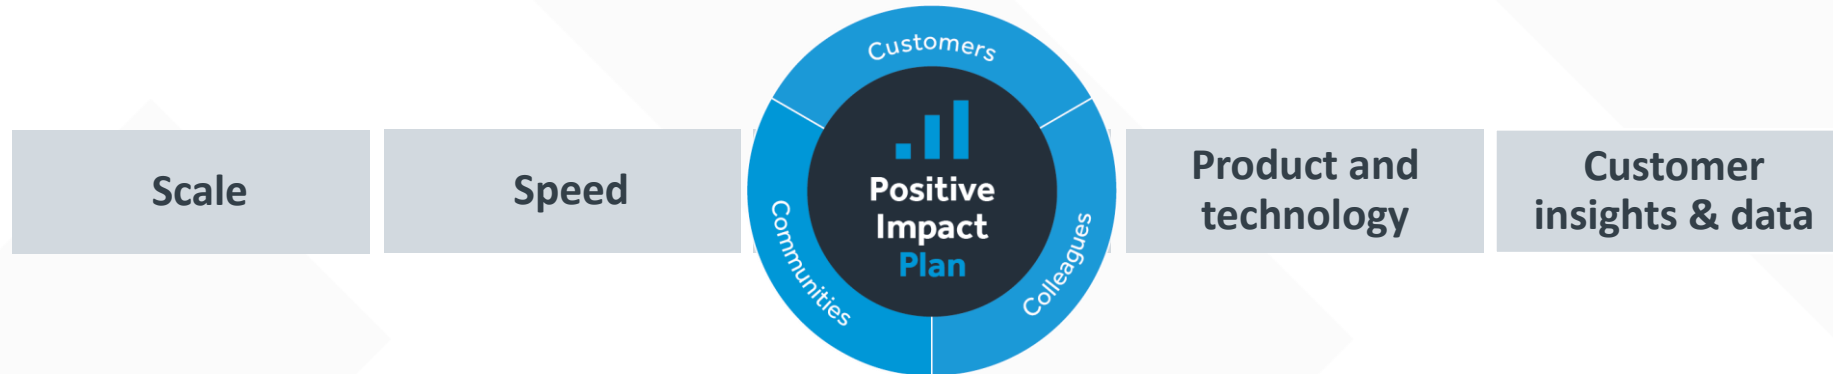 Scale
Speed
Customers
Communities
Colleagues
Positive
Impact
Plan
Product and
technology
Customer
insights & data